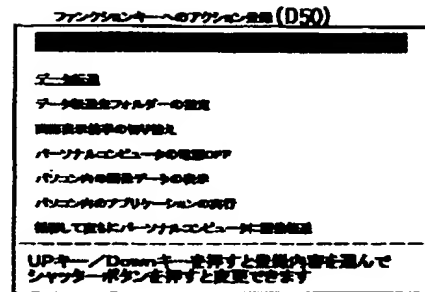 ファンクションキーへのアクション登録(D50)
データ転送
データ転送先フォルダーの指定
画面表示倍率の切り替え
パーソナルコンピュータの電源OFF
パソコン内の画像データの表示
パソコン内のアプリケーションの実行
撮影して直ちにパーソナルコンピュータに画像転送
UPキー/Downキーを押すと登録内容を選んで
シャッターボタンを押すと変更できます